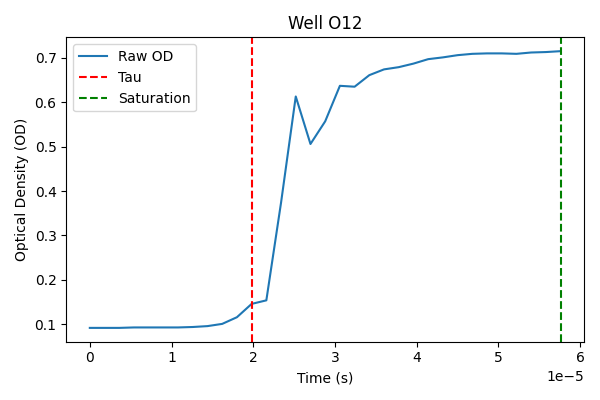 Well O12
Raw OD
Tau
Saturation
Optical Density (OD)
0.7
0.6
0.5
0.4
0.3
0.2
0.1
0 1 2 3 4 5 6
1e−5
Time (s)